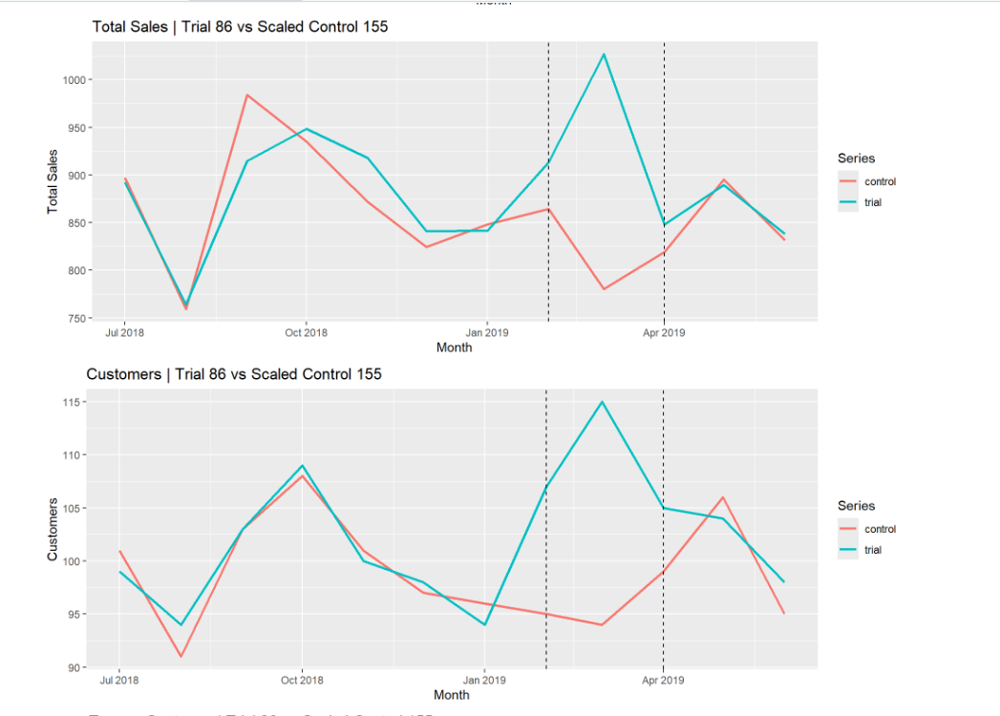 Total Sales | Trial 86 vs Scaled Control 155
1000
950
900
850
800
750
Total Sales
Jul 2018 Oct 2018 Jan 2019 Apr 2019
Month
Series
control
trial
Customers | Trial 86 vs Scaled Control 155
115
110
105
100
95
90
Customers
Jul 2018 Oct 2018 Jan 2019 Apr 2019
Month
Series
control
trial